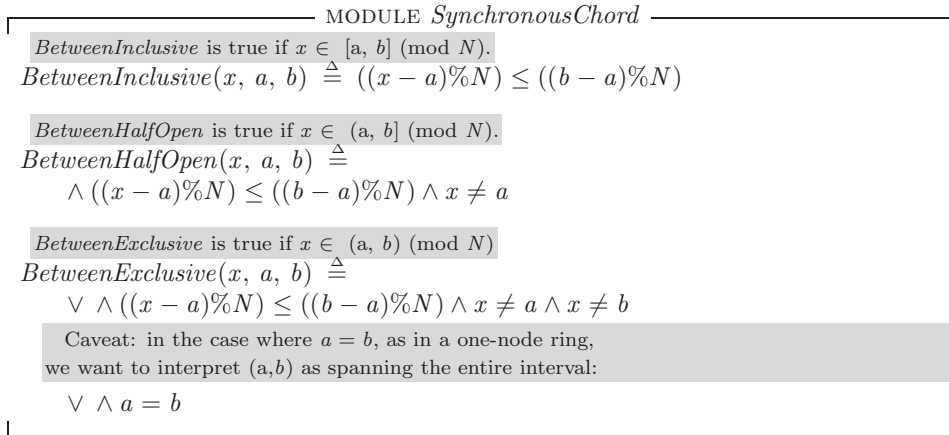 MODULE SynchronousChord
BetweenInclusive is true if x ∈ [a, b] (mod N).
BetweenInclusive(x, a, b) ≜ ((x − a)%N) ≤ ((b − a)%N)
BetweenHalfOpen is true if x ∈ (a, b] (mod N).
BetweenHalfOpen(x, a, b) ≜
∧ ((x − a)%N) ≤ ((b − a)%N) ∧ x ≠ a
BetweenExclusive is true if x ∈ (a, b) (mod N)
BetweenExclusive(x, a, b) ≜
∨ ∧ ((x − a)%N) ≤ ((b − a)%N) ∧ x ≠ a ∧ x ≠ b
Caveat: in the case where a = b, as in a one-node ring,
we want to interpret (a,b) as spanning the entire interval:
∨ ∧ a = b